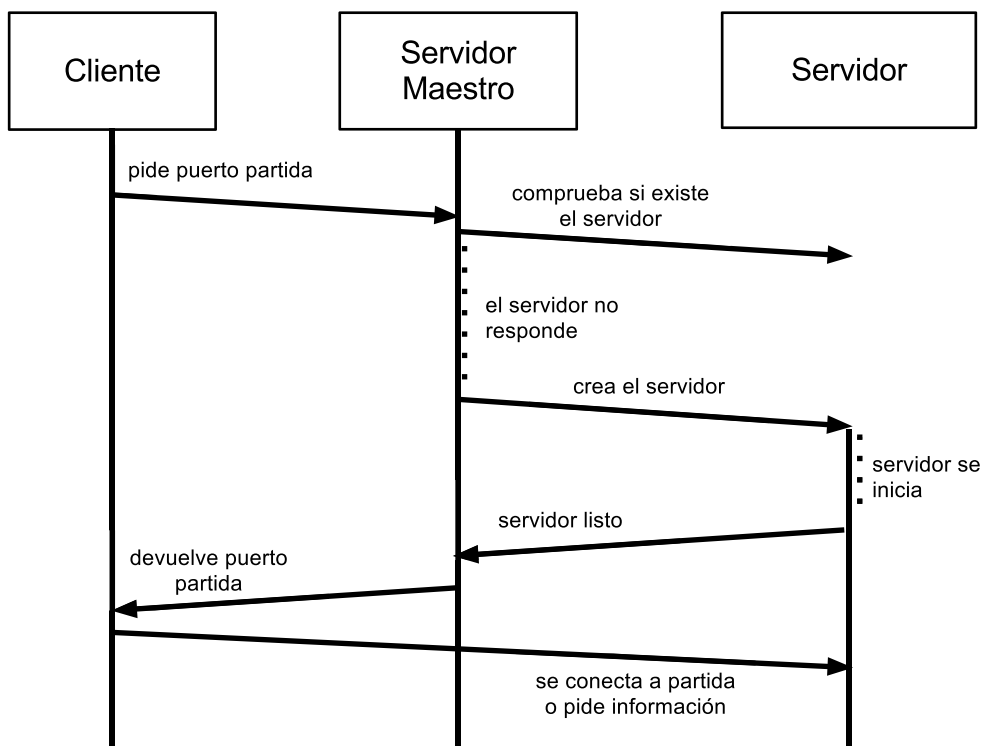 Cliente
Servidor
Maestro
Servidor
pide puerto partida
comprueba si existe
el servidor
el servidor no
responde
crea el servidor
servidor se
inicia
servidor listo
devuelve puerto
partida
se conecta a partida
o pide información